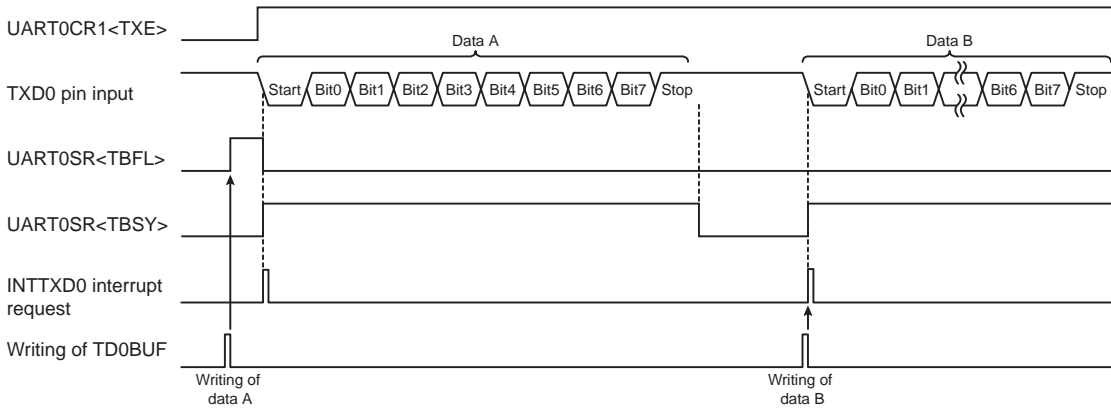 UART0CR1<TXE>
Data A
Data B
TXD0 pin input
Start Bit0 Bit1 Bit2 Bit3 Bit4 Bit5 Bit6 Bit7 Stop
Start Bit0 Bit1 Bit6 Bit7 Stop
UART0SR<TBFL>
UART0SR<TBSY>
INTTXD0 interrupt
request
Writing of TD0BUF
Writing of
data A
Writing of
data B